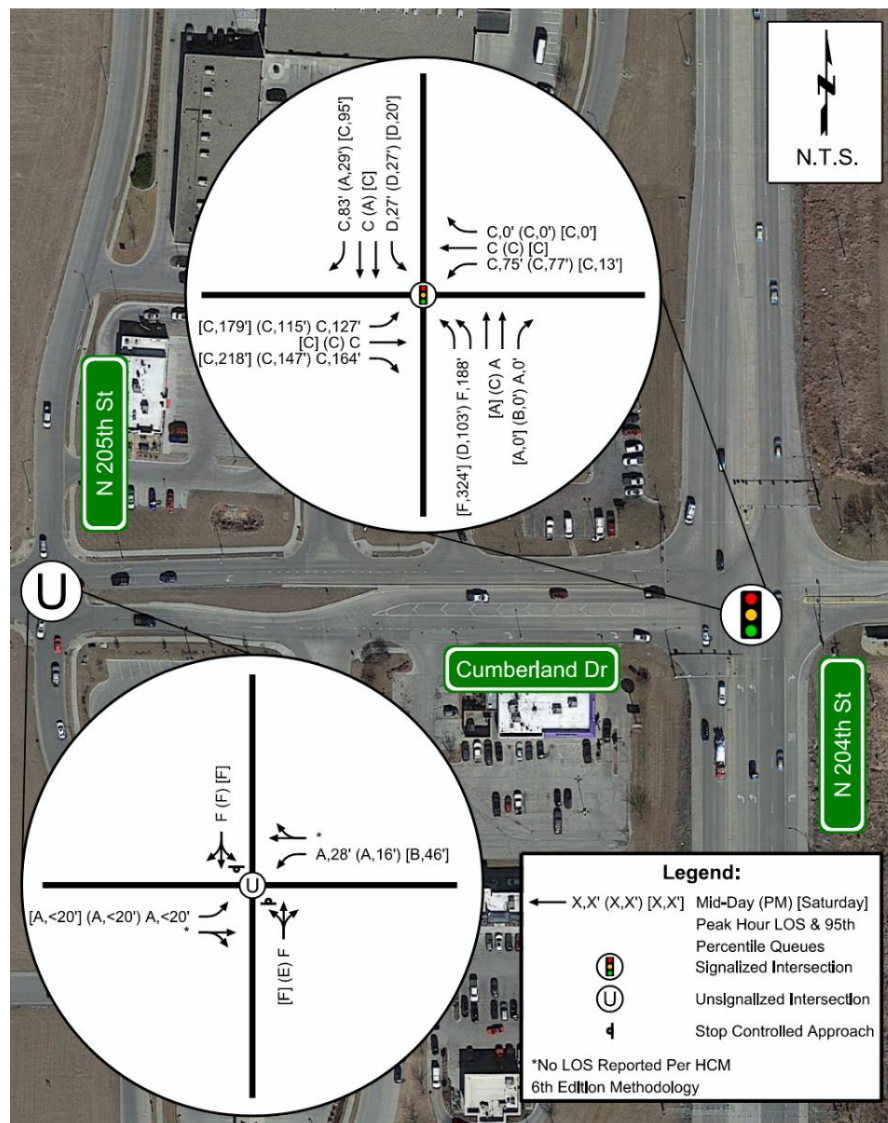 N.T.S.
C,83' (A,29') [C,95']
C (A) [C]
D,27' (D,27') [D,20']
C,0' (C,0') [C,0']
C (C) [C]
C,75' (C,77') [C,13']
[C,179'] (C,115') C,127'
[C] (C) C
[C,218'] (C,147') C,164'
[F,324'] (D,103') F,188'
[A] (C) A
[A,0'] (B,0') A,0'
N 205th St
U
Cumberland Dr
N 204th St
F (F) [F]
*
A,28' (A,16') [B,46']
U
[A,<20'] (A,<20') A,<20'
*
[F] (E) F
Legend:
X,X' (X,X') [X,X'] Mid-Day (PM) [Saturday]
Peak Hour LOS & 95th
Percentile Queues
Signalized Intersection
U Unsignalized Intersection
Stop Controlled Approach
*No LOS Reported Per HCM
6th Edition Methodology